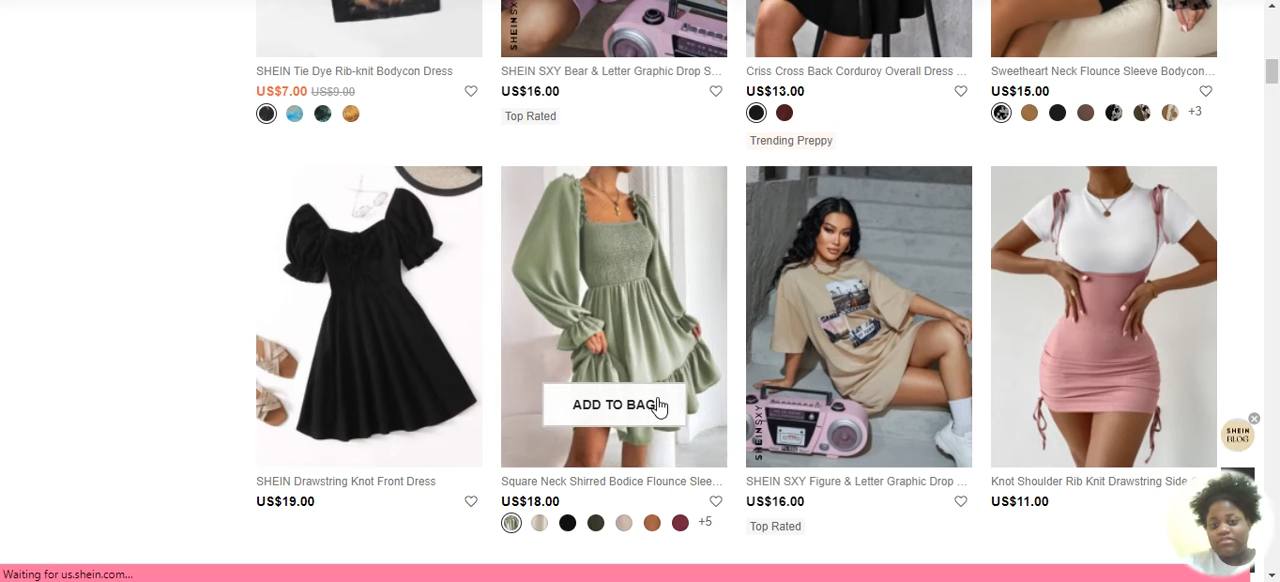 SHEIN SXY
SHEIN Tie Dye Rib-knit Bodycon Dress
US$7.00 US$9.00
SHEIN SXY Bear & Letter Graphic Drop S...
US$16.00
Top Rated
Criss Cross Back Corduroy Overall Dress ...
US$13.00
Trending Preppy
Sweetheart Neck Flounce Sleeve Bodycon...
US$15.00
+3
ADD TO BAG
SHEINSXY
SHEIN
BLOG
SHEIN Drawstring Knot Front Dress
US$19.00
Square Neck Shirred Bodice Flounce Slee...
US$18.00
+5
SHEIN SXY Figure & Letter Graphic Drop ...
US$16.00
Top Rated
Knot Shoulder Rib Knit Drawstring Side
US$11.00
Waiting for us.shein.com...